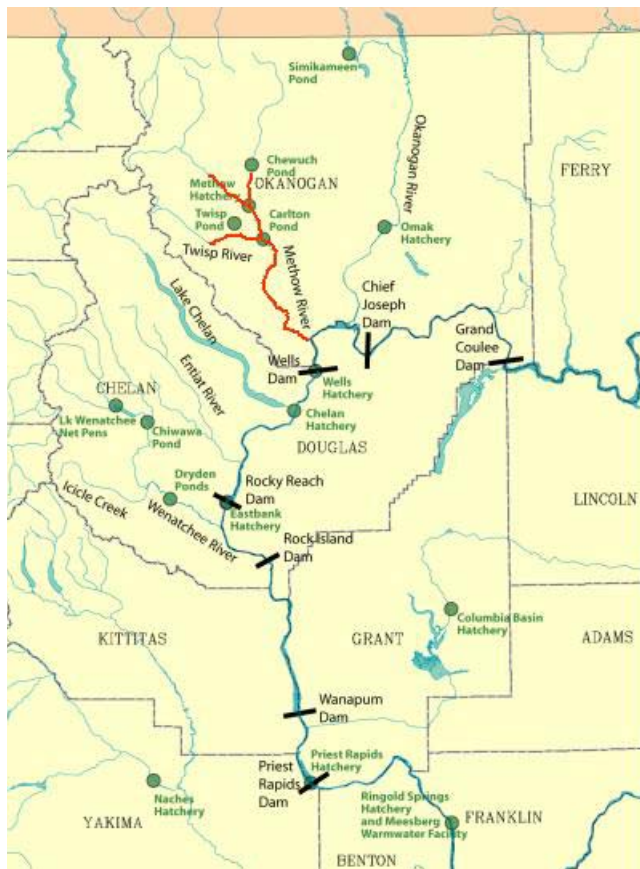 Simikameen
Pond
Okanogan River
FERRY
Chewuch
Pond
Methow
Hatchery
OKANOGAN
Twisp
Pond
Carlton
Pond
Omak
Hatchery
Twisp River
Methow River
Lake Chelan
Chief
Joseph
Dam
Grand
Coulee
Dam
Wells
Dam
Wells
Hatchery
Entiat River
CHELAN
Lk Wenatchee
Net Pens
Chiwawa
Pond
Chelan
Hatchery
DOUGLAS
Dryden
Ponds
Rocky Reach
Dam
Eastbank
Hatchery
Icicle Creek
Wenatchee River
LINCOLN
Rock Island
Dam
Columbia Basin
Hatchery
KITTITAS
GRANT
ADAMS
Wanapum
Dam
Priest
Rapids
Dam
Priest Rapids
Hatchery
Naches
Hatchery
YAKIMA
Ringold Springs
Hatchery
and Meesberg
Warmwater Facility
FRANKLIN
BENTON